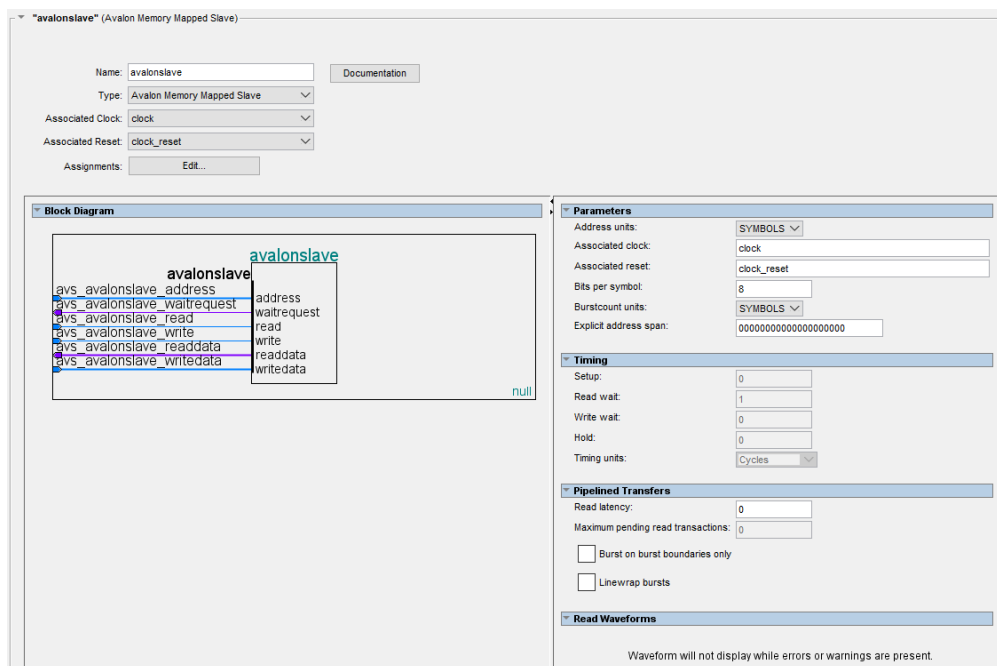 "avalonslave" (Avalon Memory Mapped Slave)
Name: avalonslave Documentation
Type: Avalon Memory Mapped Slave
Associated Clock: clock
Associated Reset: clock_reset
Assignments: Edit...
Block Diagram
avalonslave
avalonslave
avs_avalonslave_address address
avs_avalonslave_waitrequest waitrequest
avs_avalonslave_read read
avs_avalonslave_write write
avs_avalonslave_readdata readdata
avs_avalonslave_writedata writedata
null
Parameters
Address units: SYMBOLS
Associated clock: clock
Associated reset: clock_reset
Bits per symbol: 8
Burstcount units: SYMBOLS
Explicit address span: 00000000000000000000
Timing
Setup: 0
Read wait: 1
Write wait: 0
Hold: 0
Timing units: Cycles
Pipelined Transfers
Read latency: 0
Maximum pending read transactions: 0
Burst on burst boundaries only
Linewrap bursts
Read Waveforms
Waveform will not display while errors or warnings are present.